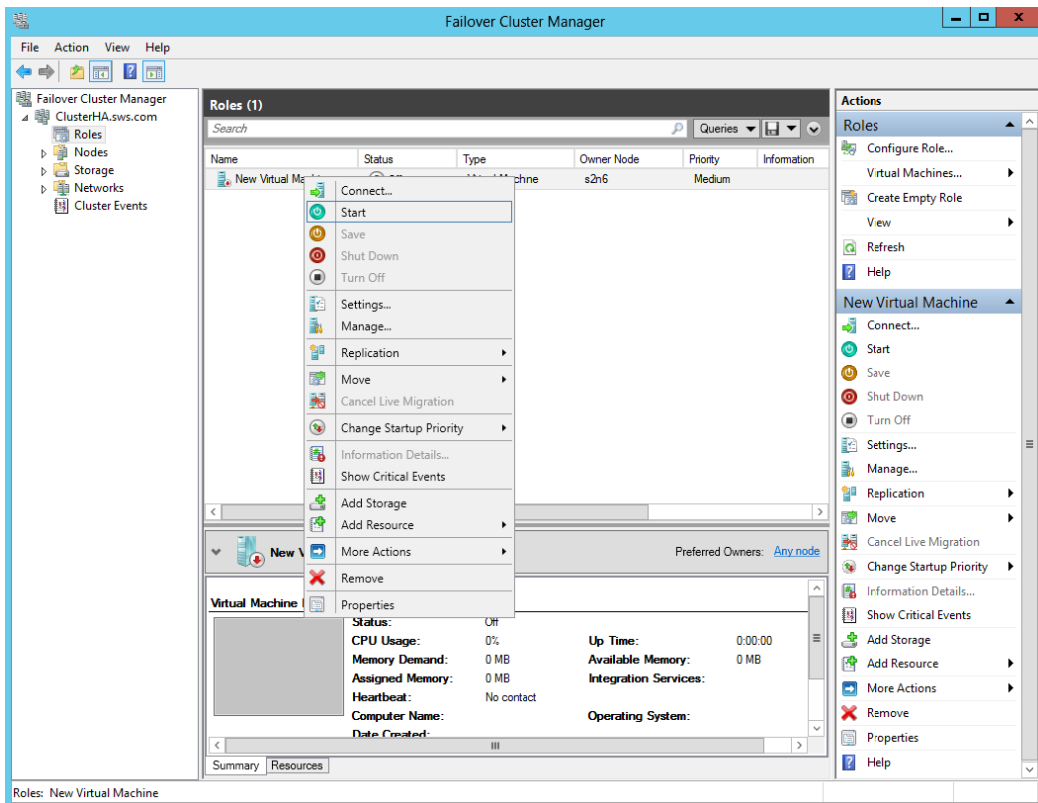 Failover Cluster Manager
File Action View Help
Failover Cluster Manager
ClusterHA.sws.com
Roles
Nodes
Storage
Networks
Cluster Events
Roles (1)
Search
Queries
Name Status Type Owner Node Priority Information
New Virtual s2n6 Medium
Connect...
Start
Save
Shut Down
Turn Off
Settings...
Manage...
Replication
Move
Cancel Live Migration
Change Startup Priority
Information Details...
Show Critical Events
Add Storage
Add Resource
More Actions
Remove
Properties
New Preferred Owners: Any node
Virtual Machine
Status: Off
CPU Usage: 0% Up Time: 0:00:00
Memory Demand: 0 MB Available Memory: 0 MB
Assigned Memory: 0 MB Integration Services:
Heartbeat: No contact
Computer Name: Operating System:
Date Created:
Summary Resources
Actions
Roles
Configure Role...
Virtual Machines...
Create Empty Role
View
Refresh
Help
New Virtual Machine
Connect...
Start
Save
Shut Down
Turn Off
Settings...
Manage...
Replication
Move
Cancel Live Migration
Change Startup Priority
Information Details...
Show Critical Events
Add Storage
Add Resource
More Actions
Remove
Properties
Help
Roles: New Virtual Machine